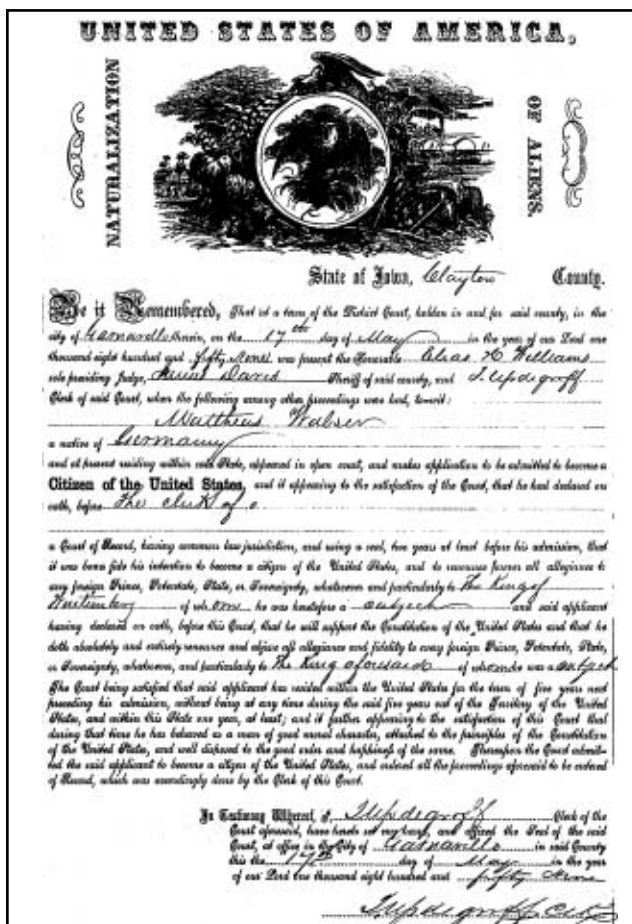 UNITED STATES OF AMERICA,
NATURALIZATION
OF ALIENS.
State of Iowa, Clayton County.
Be it Remembered, That at a term of the District Court, holden in and for said county, in the
city of Garnavillo therein, on the 17th day of May in the year of our Lord one
thousand eight hundred and fifty Nine was present the Honorable Elias H Williams
sole presiding Judge, Davis Sheriff of said county, and J. Updegraff
Clerk of said Court, when the following among other proceedings was had, towit:
Matthew Walser
a native of Germany
and at present residing within said State, appeared in open court, and makes application to be admitted to become a
Citizen of the United States, and it appearing to the satisfaction of the Court, that he had declared on
oath, before The clerk of
a Court of Record, having common law jurisdiction, and using a seal, two years at least before his admission, that
it was bona fide his intention to become a citizen of the United States, and to renounce forever all allegiance to
any foreign Prince, Potentate, State, or Sovereignty, whatsoever and particularly to The King of
Wurttemberg of whom he was heretofore a subject and said applicant
having declared on oath, before this Court, that he will support the Constitution of the United States and that he
doth absolutely and entirely renounce and abjure all allegiance and fidelity to every foreign Prince, Potentate, State,
or Sovereignty, whatsoever, and particularly to The King aforesaid of whom he was a subject
The Court being satisfied that said applicant has resided within the United States for the term of five years next
preceding his admission, without being at any time during the said five years out of the Territory of the United
States, and within this State one year, at least; and it further appearing to the satisfaction of this Court that
during that time he has behaved as a man of good moral character, attached to the principles of the Constitution
of the United States, and well disposed to the good order and happiness of the same. Thereupon the Court admit-
ted the said applicant to become a citizen of the United States, and ordered all the proceedings aforesaid to be ordered
of Record, which was accordingly done by the Clerk of this Court.
In Testimony Whereof, I, J Updegraff Clerk of the
Court aforesaid, have hereto set my hand, and affixed the Seal of the said
Court, at office in the City of Garnavillo in said County
this the 17th day of May in the year
of our Lord one thousand eight hundred and fifty Nine
J Updegraff Clk